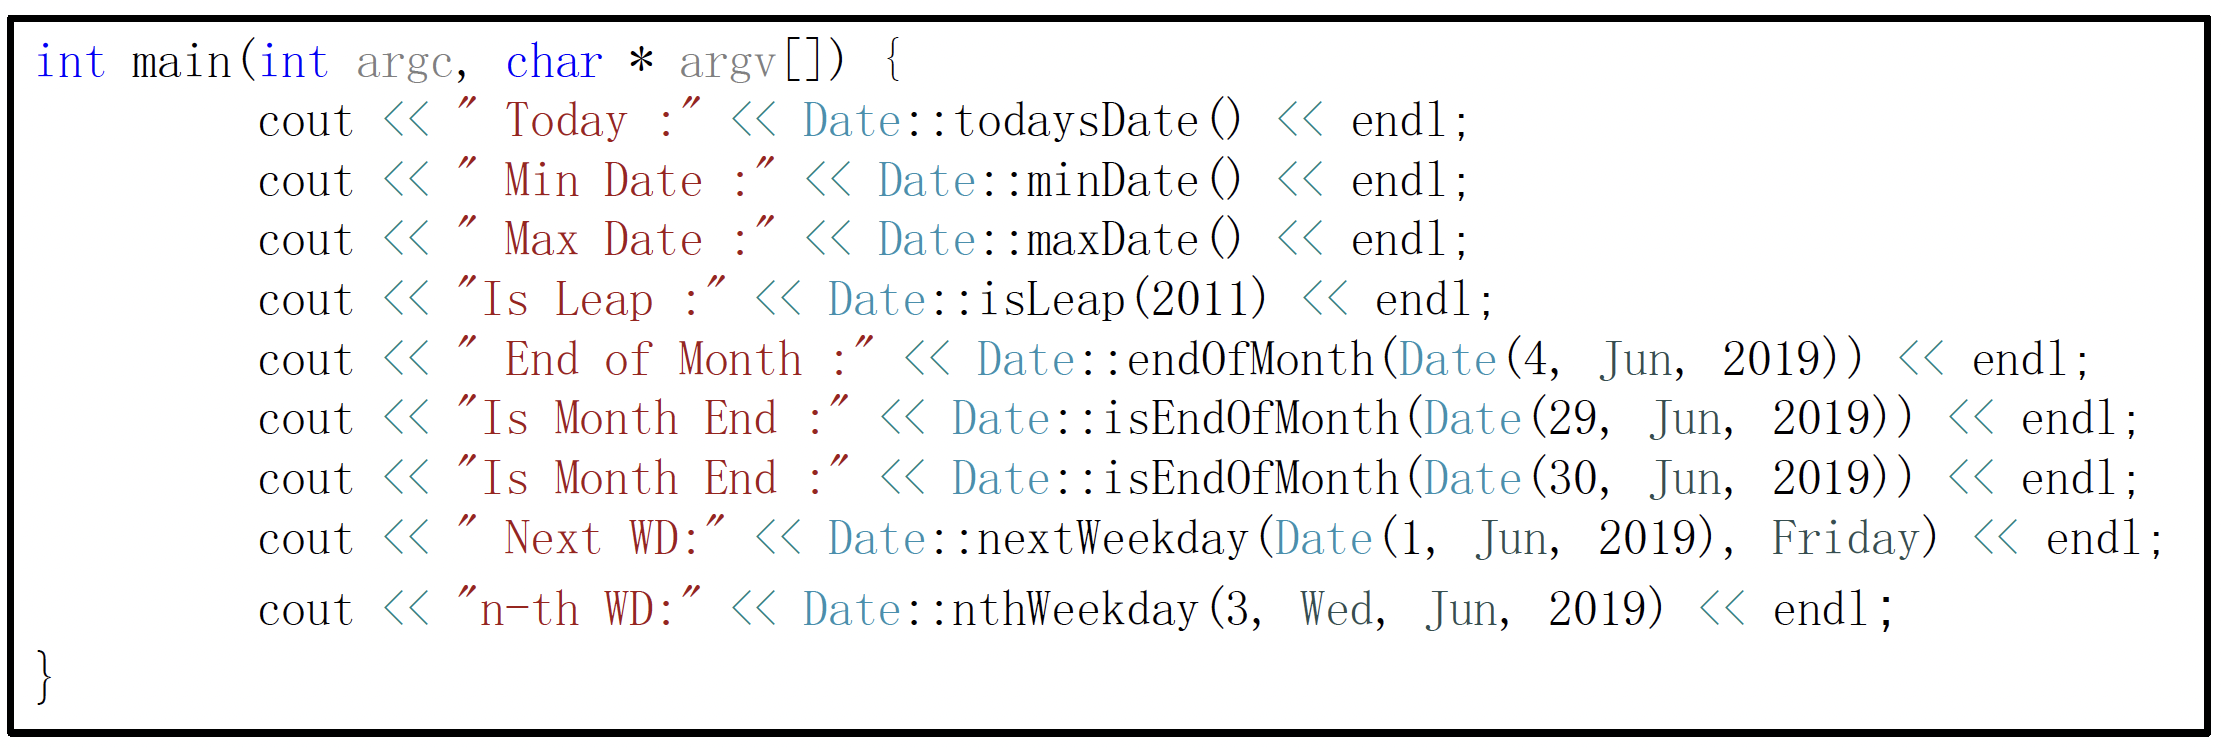 int main(int argc, char * argv[]) {
cout << " Today :" << Date::todaysDate() << endl;
cout << " Min Date :" << Date::minDate() << endl;
cout << " Max Date :" << Date::maxDate() << endl;
cout << "Is Leap :" << Date::isLeap(2011) << endl;
cout << " End of Month :" << Date::endOfMonth(Date(4, Jun, 2019)) << endl;
cout << "Is Month End :" << Date::isEndOfMonth(Date(29, Jun, 2019)) << endl;
cout << "Is Month End :" << Date::isEndOfMonth(Date(30, Jun, 2019)) << endl;
cout << " Next WD:" << Date::nextWeekday(Date(1, Jun, 2019), Friday) << endl;
cout << "n-th WD:" << Date::nthWeekday(3, Wed, Jun, 2019) << endl;
}